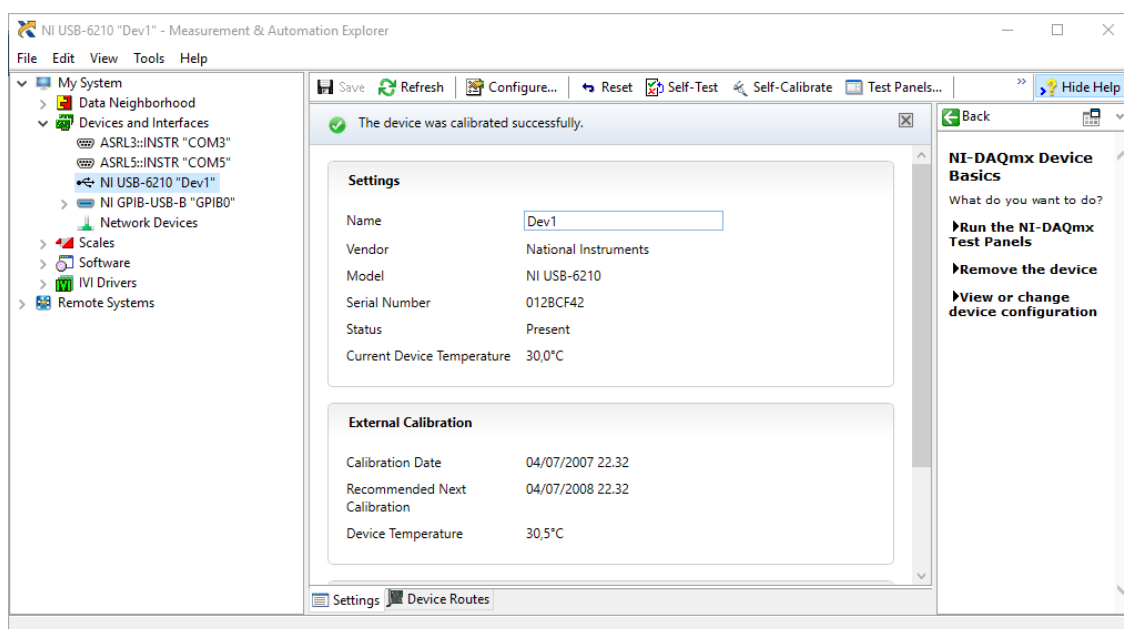 NI USB-6210 "Dev1" - Measurement & Automation Explorer
File Edit View Tools Help
My System
Data Neighborhood
Devices and Interfaces
ASRL3::INSTR "COM3"
ASRL5::INSTR "COM5"
NI USB-6210 "Dev1"
NI GPIB-USB-B "GPIB0"
Network Devices
Scales
Software
IVI Drivers
Remote Systems
Save Refresh Configure... Reset Self-Test Self-Calibrate Test Panels... » Hide Help
The device was calibrated successfully.
Settings
Name Dev1
Vendor National Instruments
Model NI USB-6210
Serial Number 012BCF42
Status Present
Current Device Temperature 30,0°C
External Calibration
Calibration Date 04/07/2007 22.32
Recommended Next 04/07/2008 22.32
Calibration
Device Temperature 30,5°C
Settings Device Routes
Back
NI-DAQmx Device
Basics
What do you want to do?
Run the NI-DAQmx
Test Panels
Remove the device
View or change
device configuration